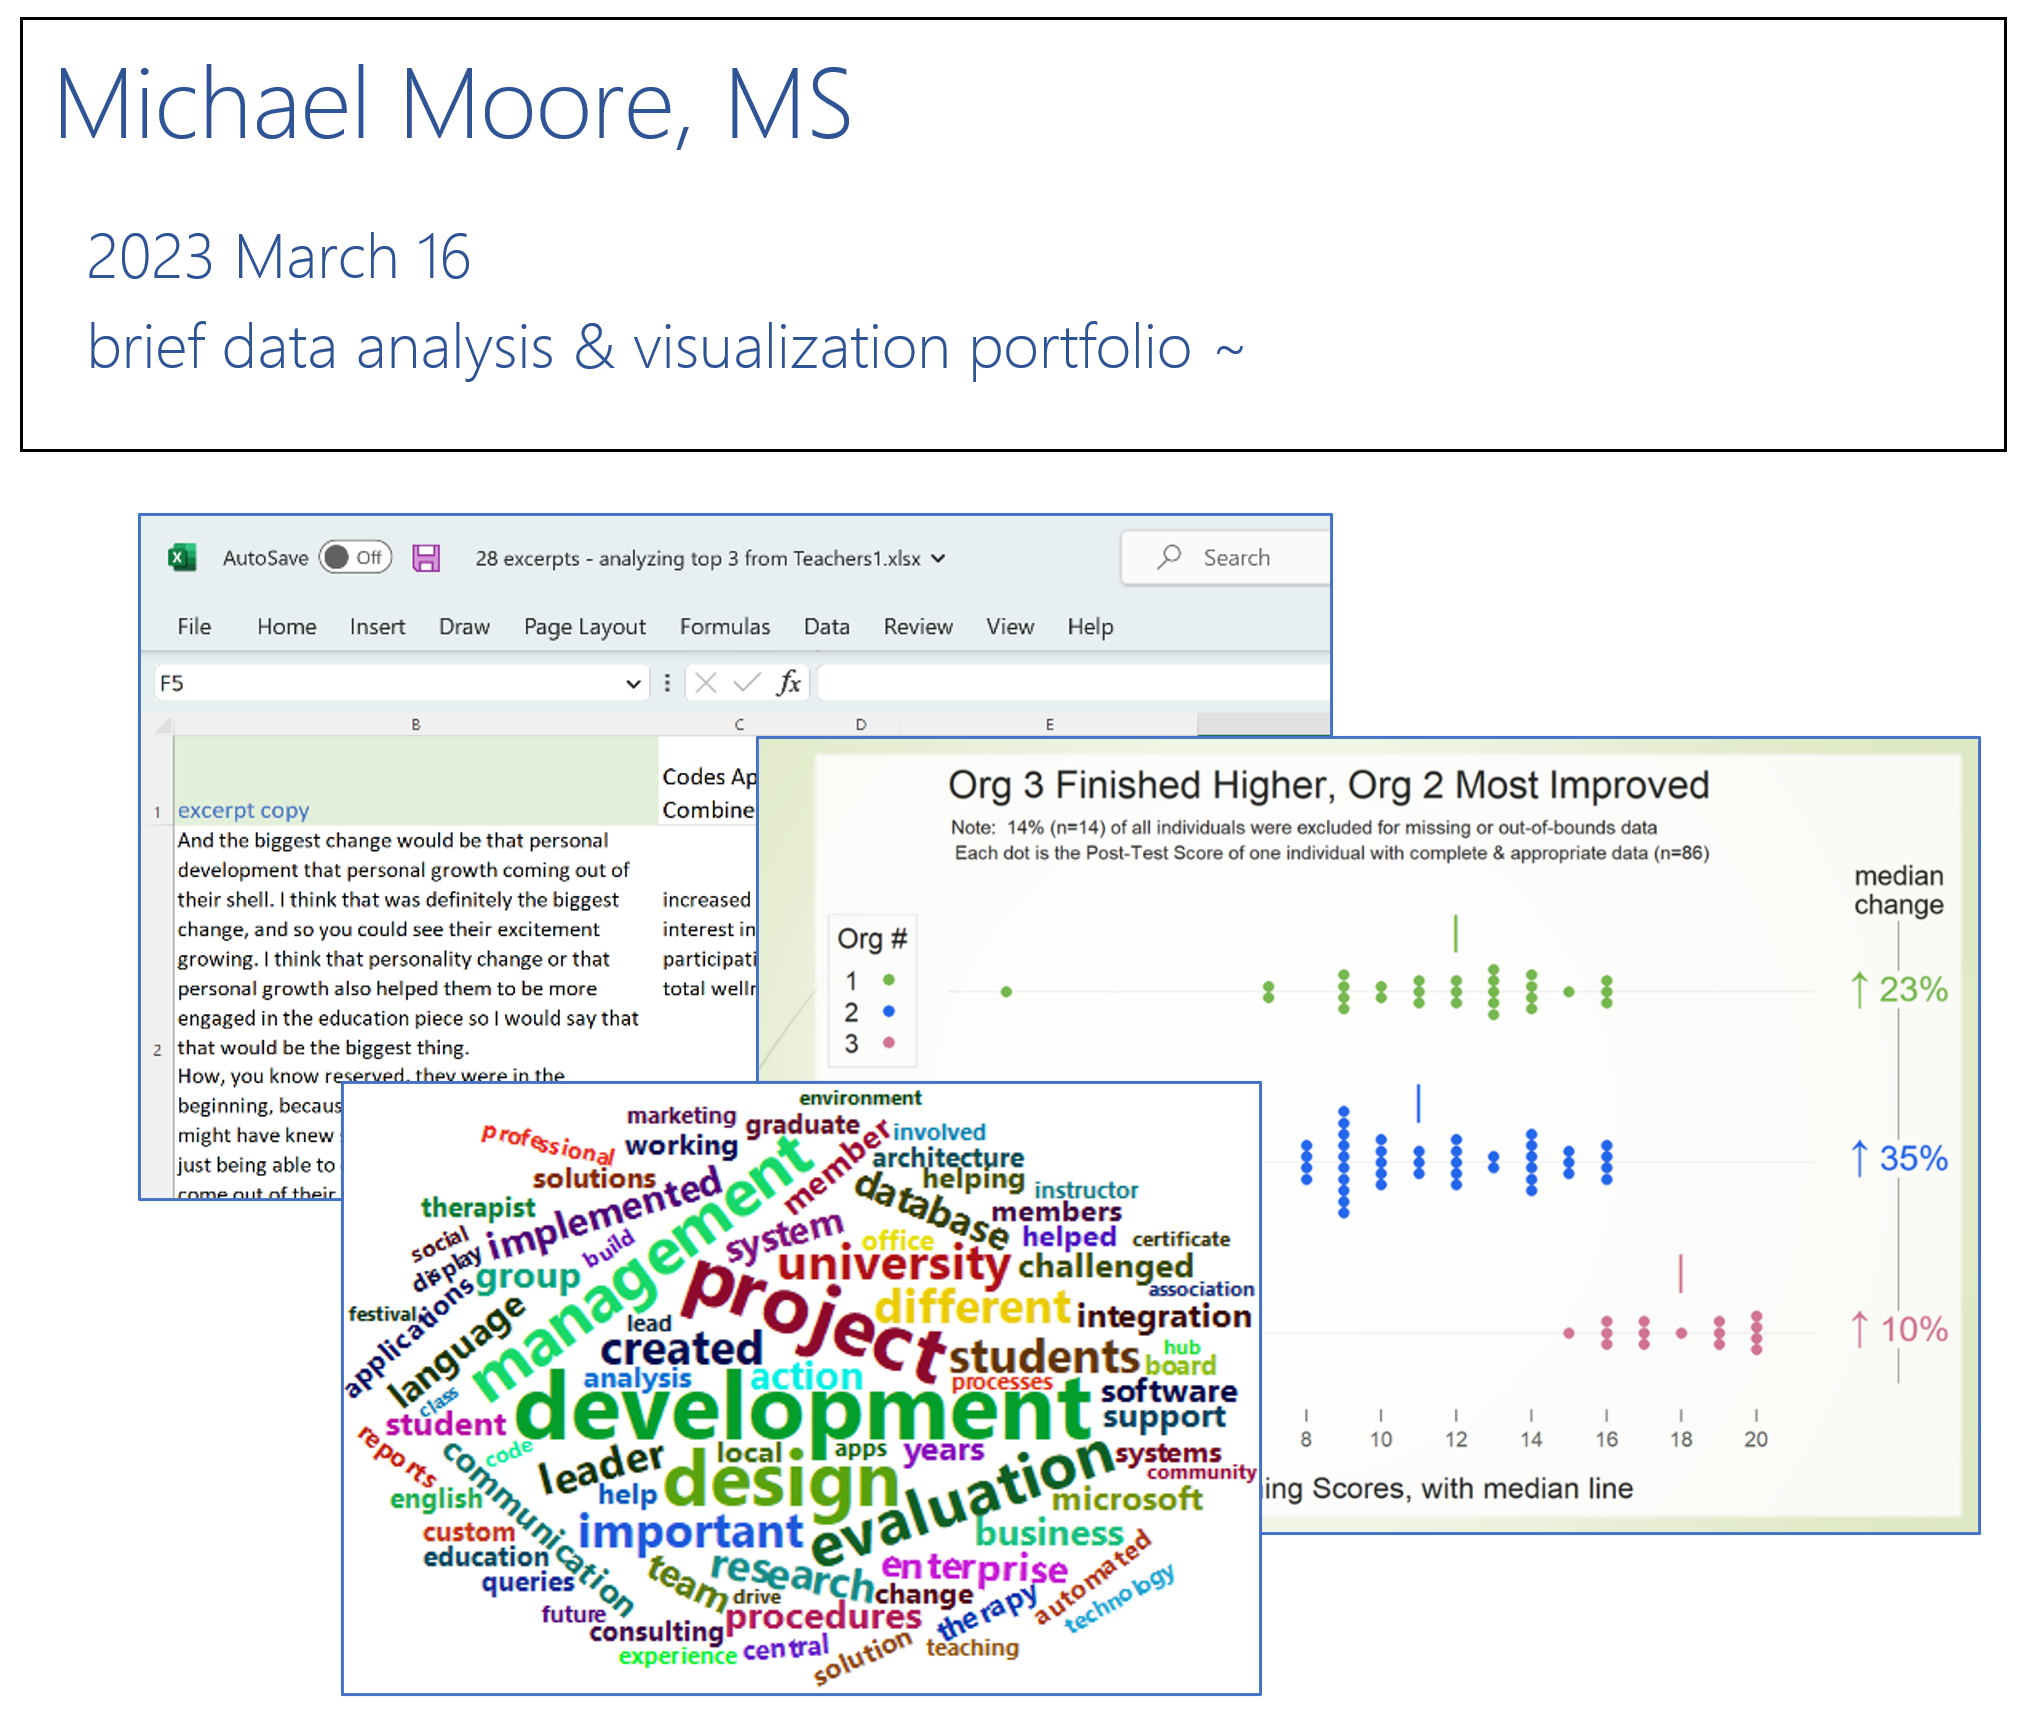 Michael Moore, MS
2023 March 16
brief data analysis & visualization portfolio ~
AutoSave Off 28 excerpts - analyzing top 3 from Teachers1.xlsx Search
File Home Insert Draw Page Layout Formulas Data Review View Help
F5 fx
B C D E
Codes Ap
1 excerpt copy Combine
And the biggest change would be that personal
development that personal growth coming out of
their shell. I think that was definitely the biggest increased
change, and so you could see their excitement interest in
growing. I think that personality change or that participati
personal growth also helped them to be more total wellr
engaged in the education piece so I would say that
2 that would be the biggest thing.
How, you know reserved, they were in the
beginning, becaus
might have knew
just being able to
come out of their
Org 3 Finished Higher, Org 2 Most Improved
Note: 14% (n=14) of all individuals were excluded for missing or out-of-bounds data
Each dot is the Post-Test Score of one individual with complete & appropriate data (n=86)
median
change
Org #
1
2
3
↑ 23%
↑ 35%
↑ 10%
8 10 12 14 16 18 20
ing Scores, with median line
environment
marketing
graduate
professional
working
member
involved
architecture
solutions
management
helping
implemented
database
instructor
therapist
members
system
social
build
office
helped
certificate
display
group
university
challenged
project
association
applications
festival
language
different
integration
lead
created
students
hub
board
analysis
action
processes
software
class
development
support
student
reports
code
communication
leader
local
apps
years
systems
community
design
evaluation
english
help
microsoft
custom
important
business
education
research
enterprise
automated
queries
team
drive
change
therapy
technology
future
procedures
consulting
central
solution
teaching
experience